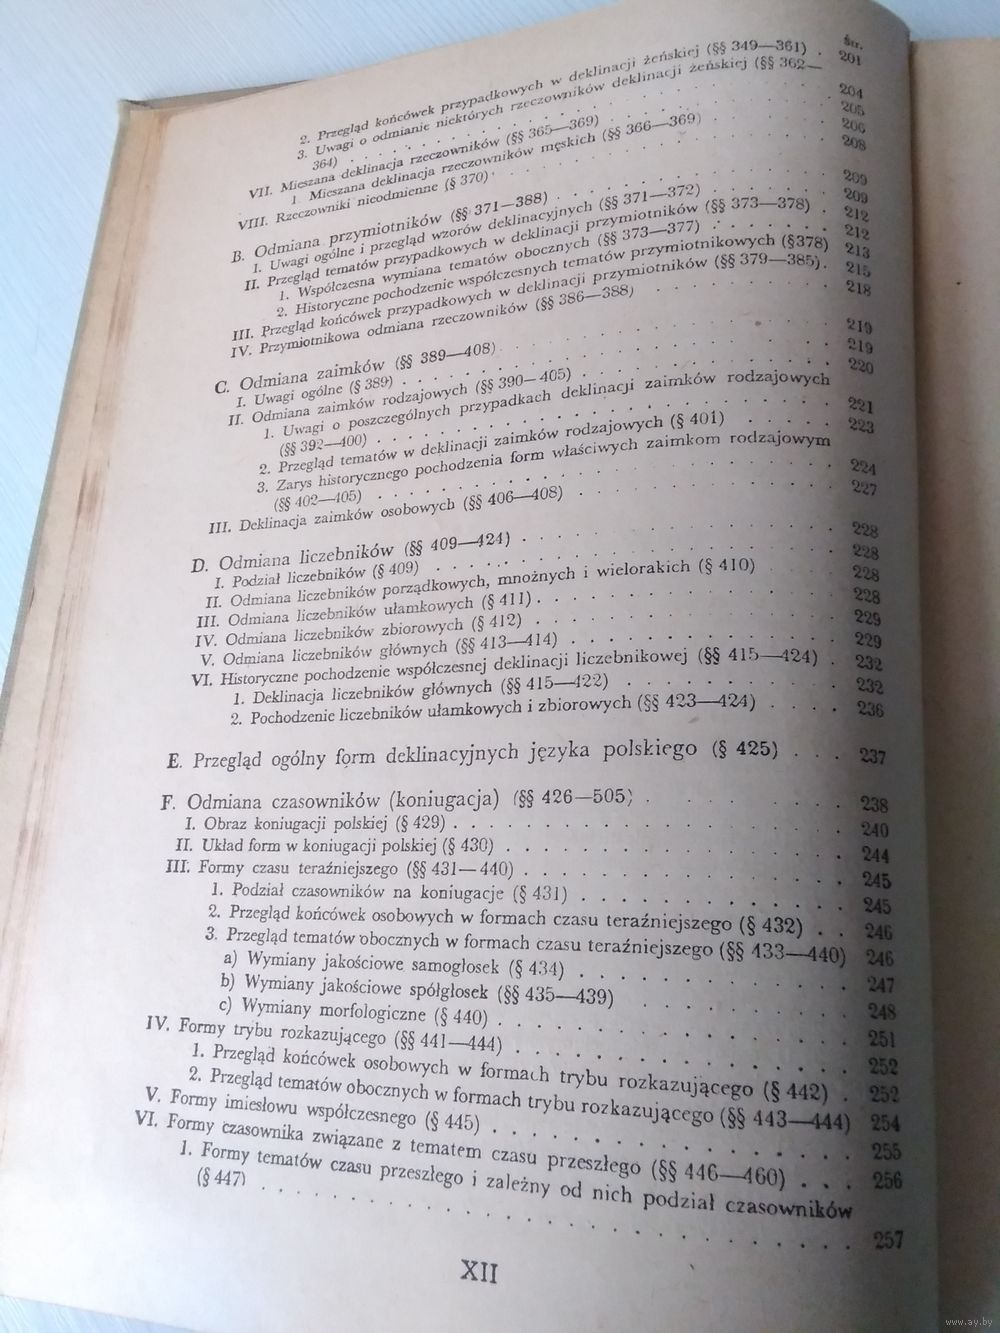 Str.
2. Przegląd końcówek przypadkowych w deklinacji żeńskiej (§§ 349—361) . 201
3. Uwagi o odmianie niektórych rzeczowników deklinacji żeńskiej (§§ 362—
364) . . . 204
VII. Mieszana deklinacja rzeczowników (§§ 365—369) . . . 205
1. Mieszana deklinacja rzeczowników męskich (§§ 366—369) . . . 206
VIII. Rzeczowniki nieodmienne (§ 370) . . . 208
B. Odmiana przymiotników (§§ 371—388) . . . 209
I. Uwagi ogólne i przegląd wzorów deklinacyjnych (§§ 371—372) . . . 209
II. Przegląd tematów przypadkowych w deklinacji przymiotników (§§ 373—378) . 212
1. Współczesna wymiana tematów obocznych (§§ 373—377) . . . 212
2. Historyczne pochodzenie współczesnych tematów przymiotnikowych (§378) 213
III. Przegląd końcówek przypadkowych w deklinacji przymiotników (§§ 379—385) . 215
IV. Przymiotnikowa odmiana rzeczowników (§§ 386—388) . . . 218
C. Odmiana zaimków (§§ 389—408) . . . 219
I. Uwagi ogólne (§ 389) . . . 219
II. Odmiana zaimków rodzajowych (§§ 390—405) . . . 220
1. Uwagi o poszczególnych przypadkach deklinacji zaimków rodzajowych
(§§ 392—400) . . . 221
2. Przegląd tematów w deklinacji zaimków rodzajowych (§ 401) . . . 223
3. Zarys historycznego pochodzenia form właściwych zaimkom rodzajowym
(§§ 402—405) . . . 224
III. Deklinacja zaimków osobowych (§§ 406—408) . . . 227
D. Odmiana liczebników (§§ 409—424) . . . 228
I. Podział liczebników (§ 409) . . . 228
II. Odmiana liczebników porządkowych, mnożnych i wielorakich (§ 410) 228
III. Odmiana liczebników ułamkowych (§ 411) . . . 228
IV. Odmiana liczebników zbiorowych (§ 412) . . . 229
V. Odmiana liczebników głównych (§§ 413—414) . . . 229
VI. Historyczne pochodzenie współczesnej deklinacji liczebnikowej (§§ 415—424) . 232
1. Deklinacja liczebników głównych (§§ 415—422) . . . 232
2. Pochodzenie liczebników ułamkowych i zbiorowych (§§ 423—424) . . . . 236
E. Przegląd ogólny form deklinacyjnych języka polskiego (§ 425) . . . 237
F. Odmiana czasowników (koniugacja) (§§ 426—505) . . . 238
I. Obraz koniugacji polskiej (§ 429) . . . 240
II. Układ form w koniugacji polskiej (§ 430) . . . 244
III. Formy czasu teraźniejszego (§§ 431—440) . . . 245
1. Podział czasowników na koniugacje (§ 431) . . . 245
2. Przegląd końcówek osobowych w formach czasu teraźniejszego (§ 432) . . 246
3. Przegląd tematów obocznych w formach czasu teraźniejszego (§§ 433—440) 246
a) Wymiany jakościowe samogłosek (§ 434) . . . 247
b) Wymiany jakościowe spółgłosek (§§ 435—439) . . . 248
c) Wymiany morfologiczne (§ 440) . . . 251
IV. Formy trybu rozkazującego (§§ 441—444) . . . 252
1. Przegląd końcówek osobowych w formach trybu rozkazującego (§ 442) . 252
2. Przegląd tematów obocznych w formach trybu rozkazującego (§§ 443—444) 254
V. Formy imiesłowu współczesnego (§ 445) . . . 255
VI. Formy czasownika związane z tematem czasu przeszłego (§§ 446—460) . . . 256
1. Formy tematów czasu przeszłego i zależny od nich podział czasowników
(§ 447) . . . 257
XII
www.ay.by